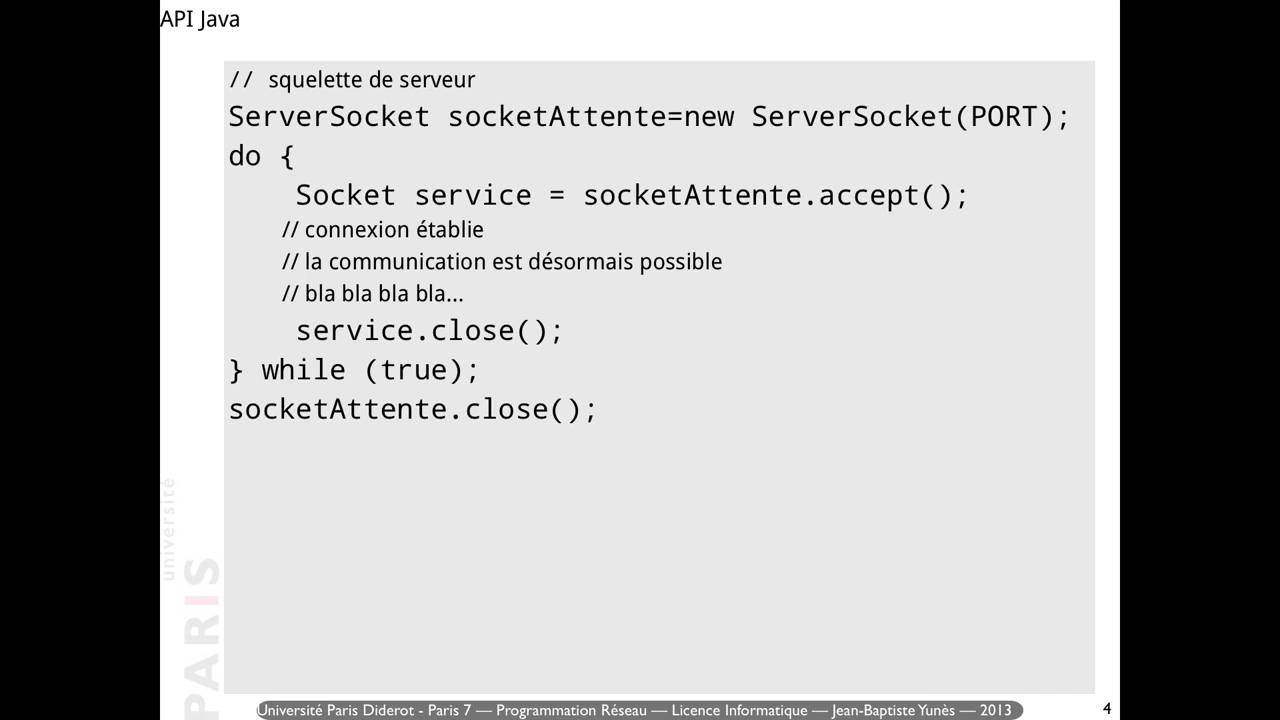 API Java
// squelette de serveur
ServerSocket socketAttente=new ServerSocket(PORT);
do {
    Socket service = socketAttente.accept();
    // connexion établie
    // la communication est désormais possible
    // bla bla bla bla...
    service.close();
} while (true);
socketAttente.close();
université
PARIS
Université Paris Diderot - Paris 7 — Programmation Réseau — Licence Informatique — Jean-Baptiste Yunès — 2013
4